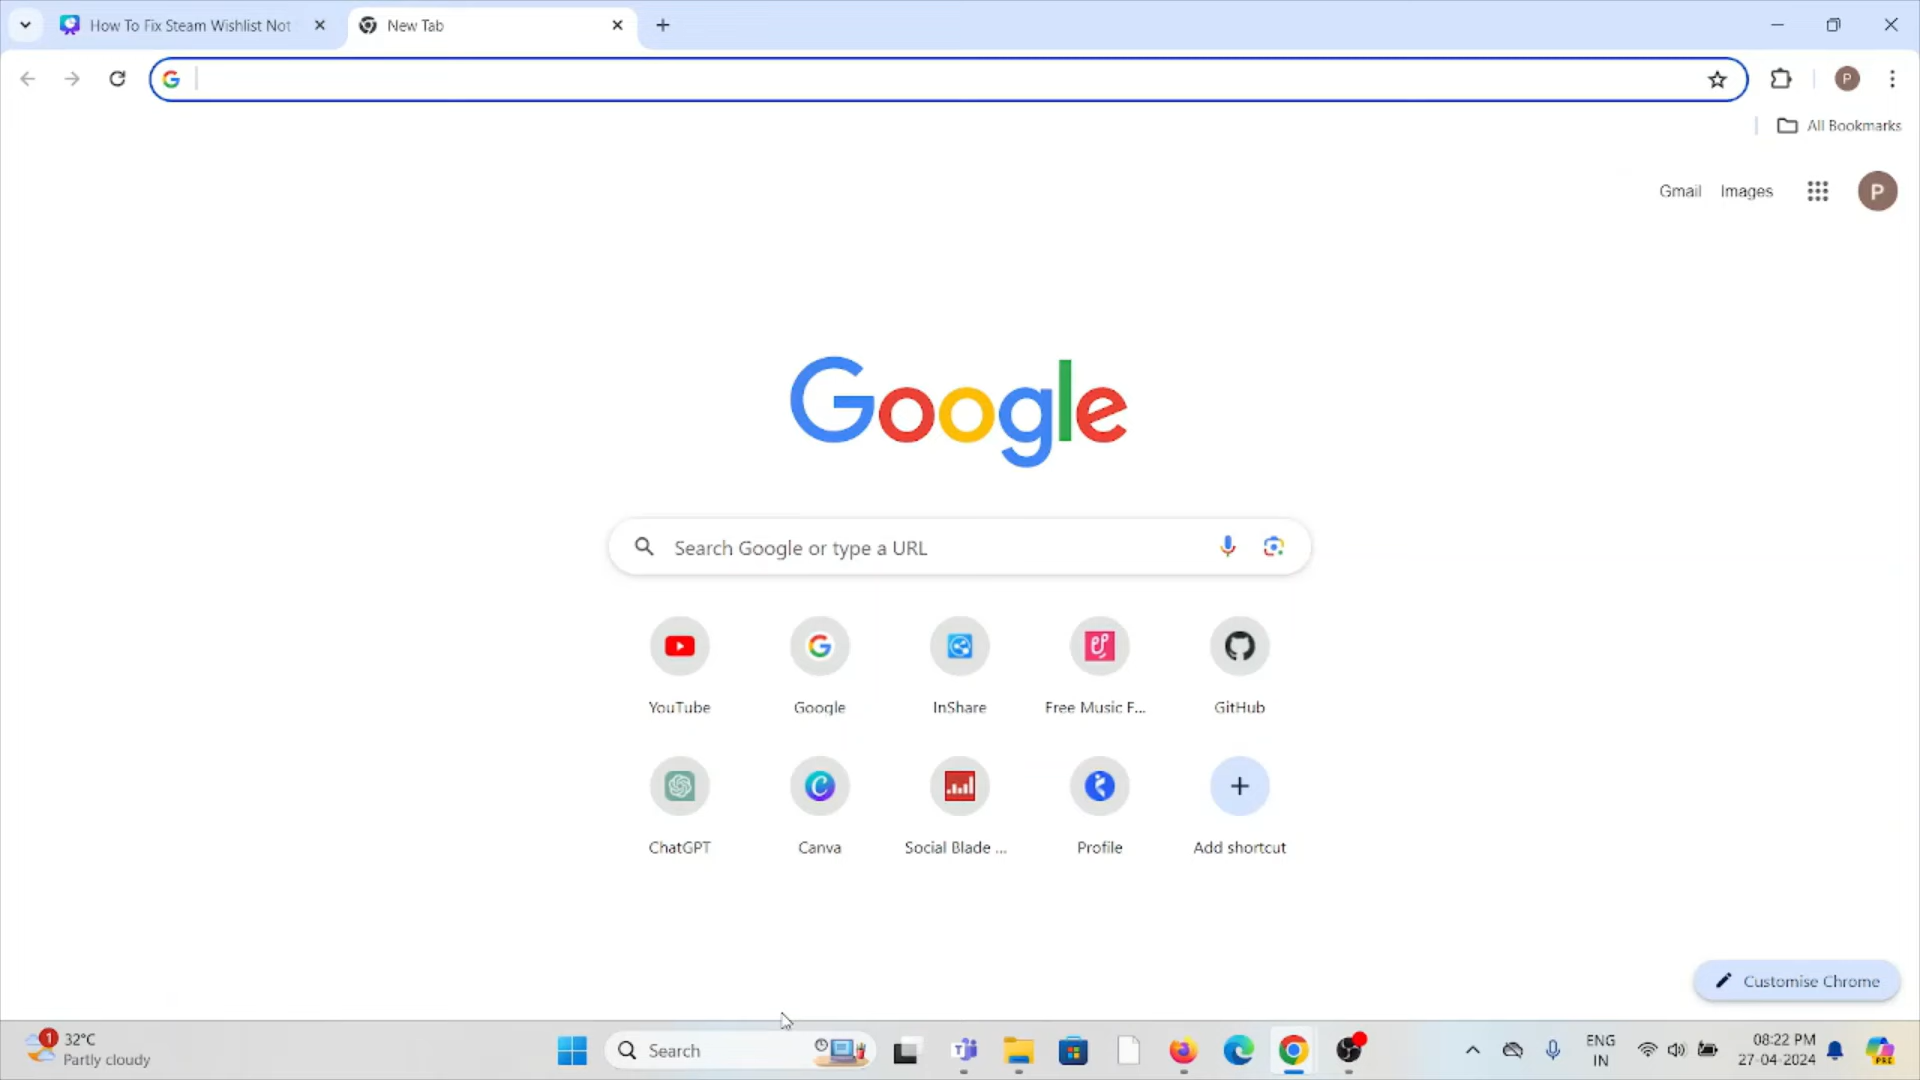 How To Fix Steam Wishlist Not
New Tab
All Bookmarks
Gmail
Images
P
P
Google
Search Google or type a URL
YouTube
Google
InShare
Free Music F...
GitHub
ChatGPT
Canva
Social Blade ...
Profile
Add shortcut
Customise Chrome
1
32°C
Partly cloudy
Search
ENG
IN
08:22 PM
27-04-2024
PRE